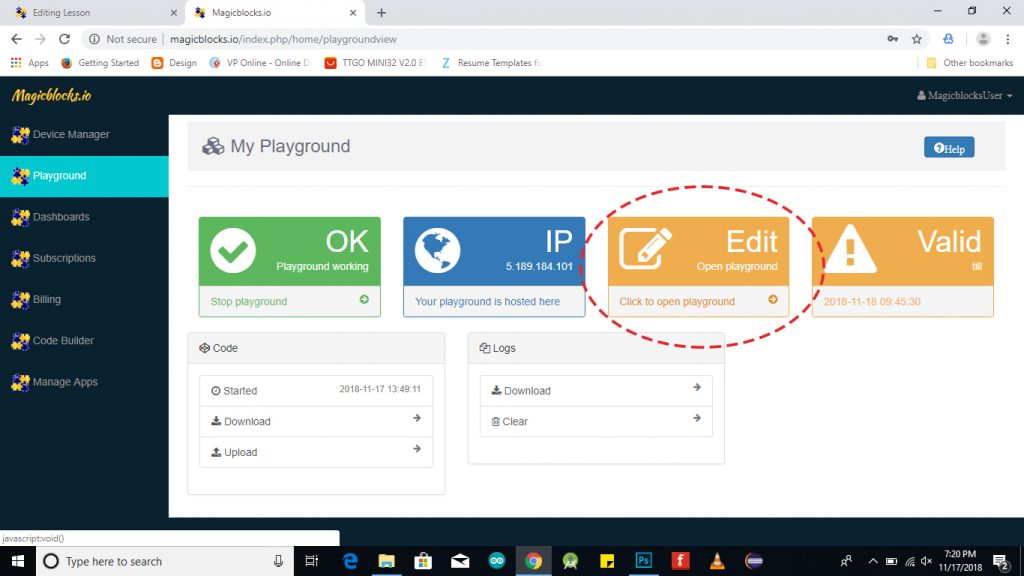 Editing Lesson
Magicblocks.io
Not secure | magicblocks.io/index.php/home/playgroundview
Apps
Getting Started
Design
VP Online - Online D
TTGO MINI32 V2.0 ES
Resume Templates fo
Other bookmarks
Magicblocks.io
MagicblocksUser
Device Manager
Playground
Dashboards
Subscriptions
Billing
Code Builder
Manage Apps
My Playground
Help
OK
Playground working
Stop playground
IP
5.189.184.101
Your playground is hosted here
Edit
Open playground
Click to open playground
Valid
till
2018-11-18 09:45:30
Code
Started 2018-11-17 13:49:11
Download
Upload
Logs
Download
Clear
javascript:void()
Type here to search
7:20 PM
11/17/2018
2